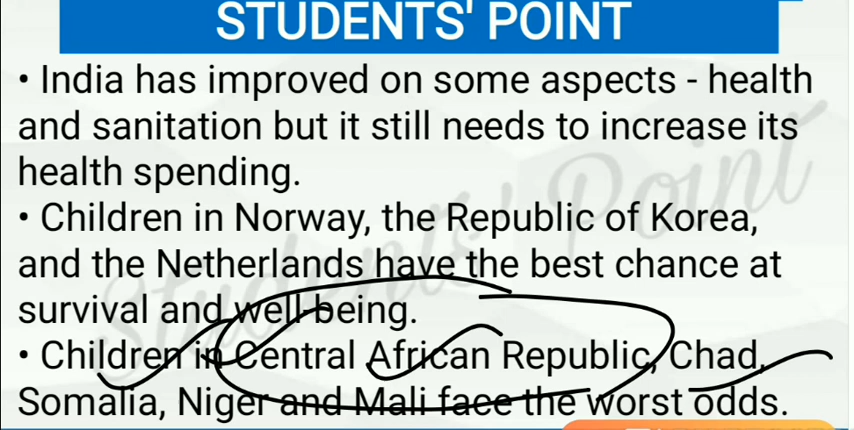 STUDENTS' POINT
• India has improved on some aspects - health
and sanitation but it still needs to increase its
health spending.
• Children in Norway, the Republic of Korea,
and the Netherlands have the best chance at
survival and well-being.
• Children in Central African Republic, Chad,
Somalia, Niger and Mali face the worst odds.
Students' Point